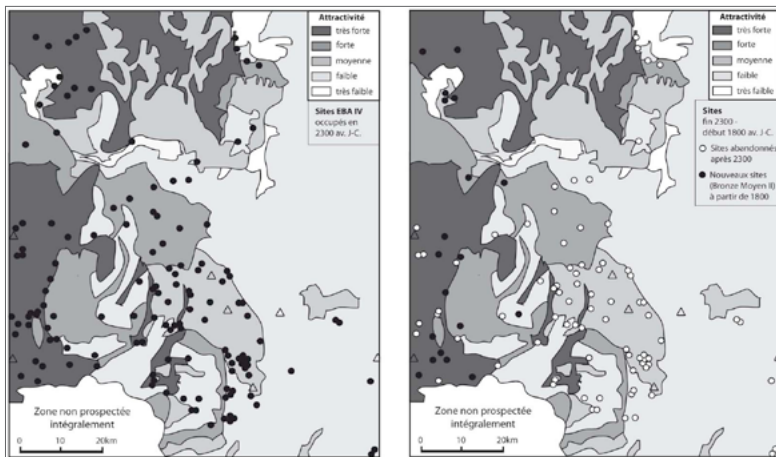 Attractivité
très forte
forte
moyenne
faible
très faible
Sites EBA IV
occupés en
2300 av. J-C.
Zone non prospectée
intégralement
0 10 20km
Attractivité
très forte
forte
moyenne
faible
très faible
Sites
fin 2300 -
début 1800 av. J-C.
Sites abandonnés
après 2300
Nouveaux sites
(Bronze Moyen II)
à partir de 1800
Zone non prospectée
intégralement
0 10 20km